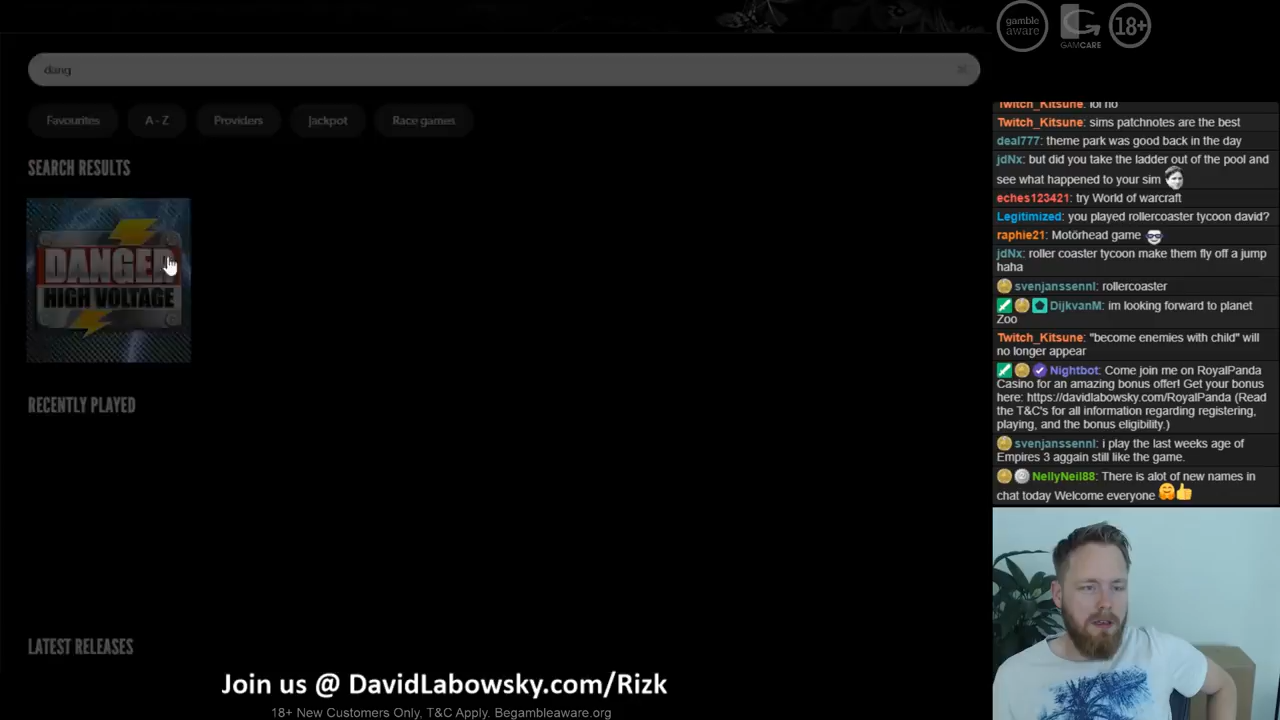 gamble
aware
GAMCARE
18+
dang
Favourites
A - Z
Providers
Jackpot
Race games
SEARCH RESULTS
DANGER
HIGH VOLTAGE
RECENTLY PLAYED
LATEST RELEASES
Twitch_Kitsune: lol no
Twitch_Kitsune: sims patchnotes are the best
deal777: theme park was good back in the day
jdNx: but did you take the ladder out of the pool and
see what happened to your sim
eches123421: try World of warcraft
Legitimized: you played rollercoaster tycoon david?
raphie21: Motörhead game
jdNx: roller coaster tycoon make them fly off a jump
haha
svenjanssennl: rollercoaster
DijkvanM: im looking forward to planet
Zoo
Twitch_Kitsune: "become enemies with child" will
no longer appear
Nightbot: Come join me on RoyalPanda
Casino for an amazing bonus offer! Get your bonus
here: https://davidlabowsky.com/RoyalPanda (Read
the T&C's for all information regarding registering,
playing, and the bonus eligibility.)
svenjanssennl: i play the last weeks age of
Empires 3 aggain still like the game.
NellyNeil88: There is alot of new names in
chat today Welcome everyone
Join us @ DavidLabowsky.com/Rizk
18+ New Customers Only, T&C Apply. Begambleaware.org